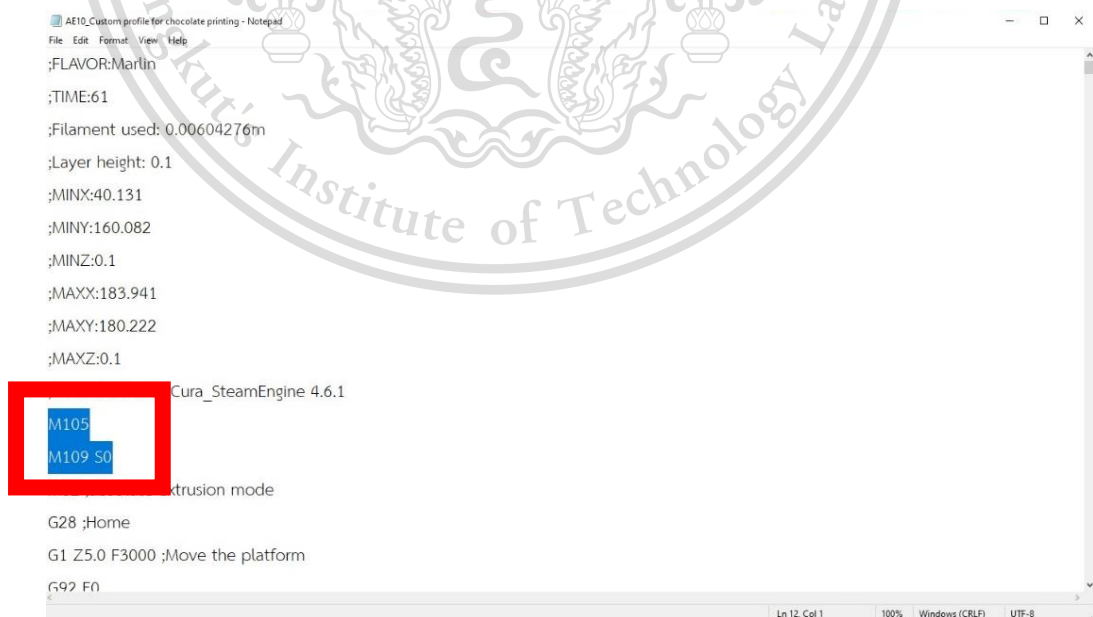 AE10_Custom profile for chocolate printing - Notepad
File Edit Format View Help
;FLAVOR:Marlin
;TIME:61
;Filament used: 0.00604276m
;Layer height: 0.1
;MINX:40.131
;MINY:160.082
;MINZ:0.1
;MAXX:183.941
;MAXY:180.222
;MAXZ:0.1
Cura_SteamEngine 4.6.1
M105
M109 S0
extrusion mode
G28 ;Home
G1 Z5.0 F3000 ;Move the platform
G92 E0
Ln 12, Col 1 100% Windows (CRLF) UTF-8
Institute of Technology